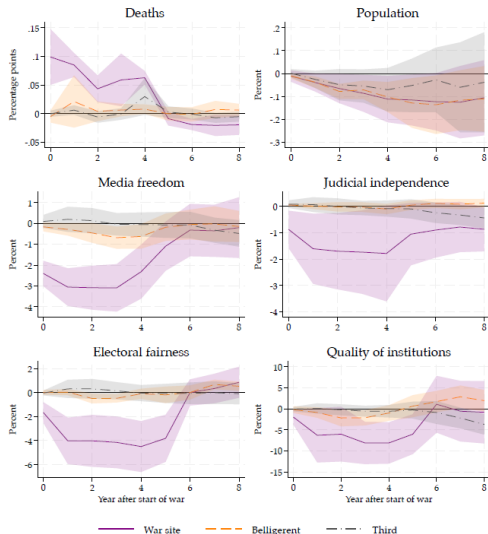 Deaths
Population
Percentage points
.15
.1
.05
0
-.05
0 2 4 6 8
Percent
.2
.1
0
-.1
-.2
-.3
0 2 4 6 8
Media freedom
Judicial independence
Percent
1
0
-1
-2
-3
-4
0 2 4 6 8
Percent
0
-1
-2
-3
-4
0 2 4 6 8
Electoral fairness
Quality of institutions
Percent
2
0
-2
-4
-6
0 2 4 6 8
Year after start of war
Percent
10
5
0
-5
-10
-15
0 2 4 6 8
Year after start of war
War site Belligerent Third